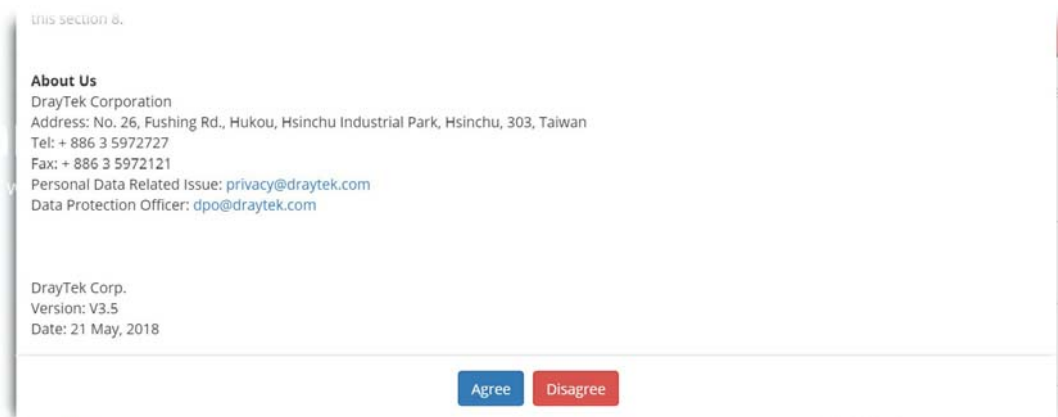 this section 8.
About Us
DrayTek Corporation
Address: No. 26, Fushing Rd., Hukou, Hsinchu Industrial Park, Hsinchu, 303, Taiwan
Tel: + 886 3 5972727
Fax: + 886 3 5972121
Personal Data Related Issue: privacy@draytek.com
Data Protection Officer: dpo@draytek.com
DrayTek Corp.
Version: V3.5
Date: 21 May, 2018
Agree Disagree